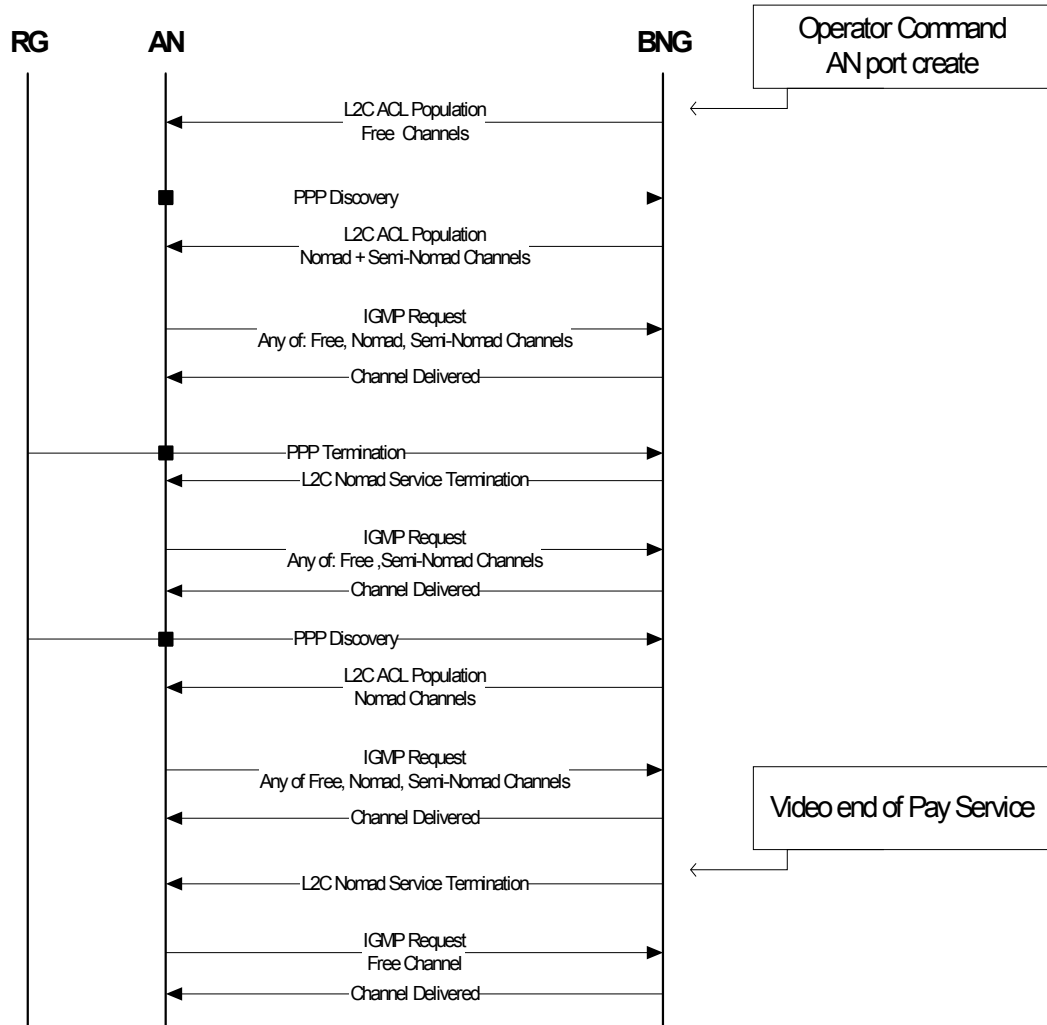 RG
AN
BNG
Operator Command
AN port create
L2C ACL Population
Free Channels
PPP Discovery
L2C ACL Population
Nomad + Semi-Nomad Channels
IGMP Request
Any of: Free, Nomad, Semi-Nomad Channels
Channel Delivered
PPP Termination
L2C Nomad Service Termination
IGMP Request
Any of: Free ,Semi-Nomad Channels
Channel Delivered
PPP Discovery
L2C ACL Population
Nomad Channels
IGMP Request
Any of Free, Nomad, Semi-Nomad Channels
Channel Delivered
Video end of Pay Service
L2C Nomad Service Termination
IGMP Request
Free Channel
Channel Delivered